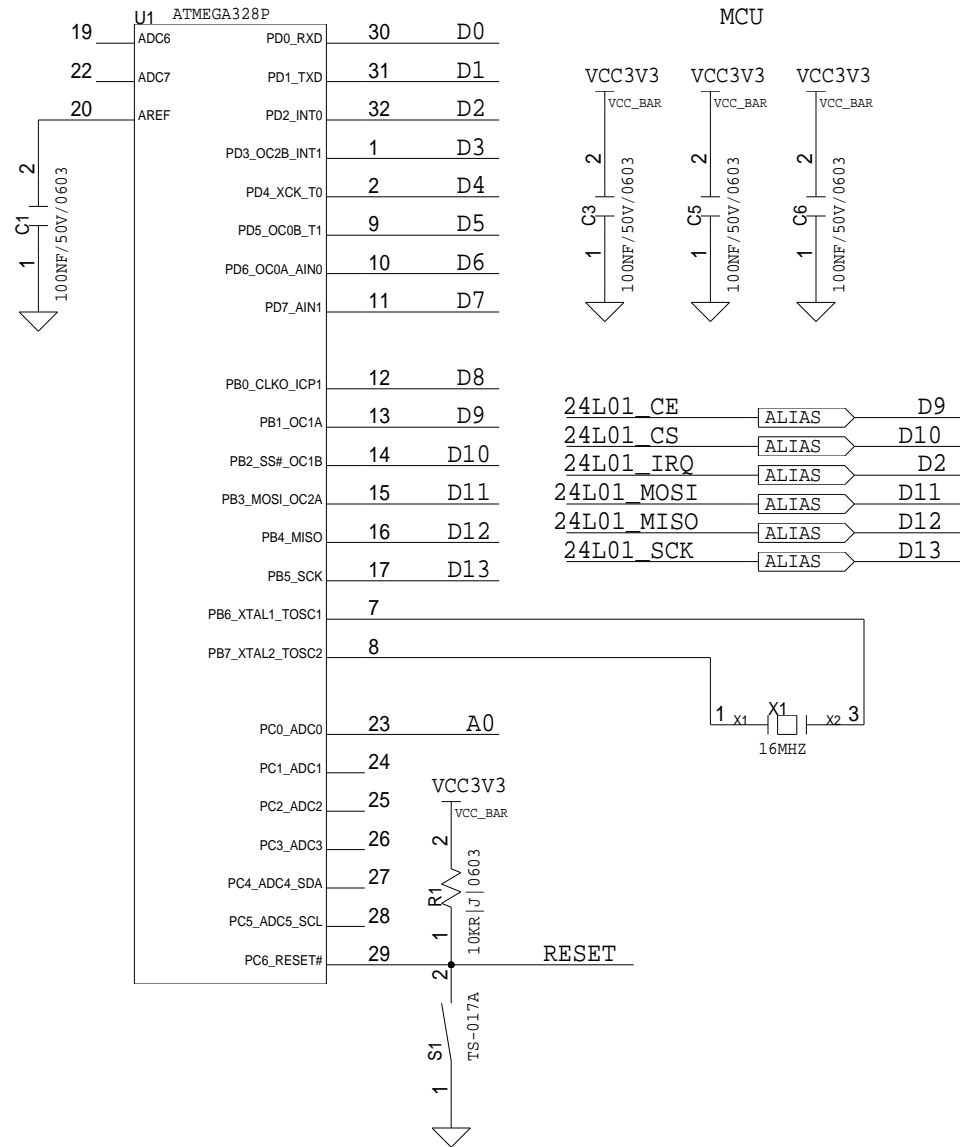 U1 ATMEGA328P
MCU
19 ADC6 PD0_RXD 30 D0
22 ADC7 PD1_TXD 31 D1
20 AREF PD2_INT0 32 D2
PD3_OC2B_INT1 1 D3
PD4_XCK_T0 2 D4
PD5_OC0B_T1 9 D5
PD6_OC0A_AIN0 10 D6
PD7_AIN1 11 D7
2
C1
1
100NF/50V/0603
VCC3V3 VCC3V3 VCC3V3
VCC_BAR VCC_BAR VCC_BAR
2 2 2
C3 C5 C6
1 1 1
100NF/50V/0603 100NF/50V/0603 100NF/50V/0603
PB0_CLKO_ICP1 12 D8
PB1_OC1A 13 D9
PB2_SS#_OC1B 14 D10
PB3_MOSI_OC2A 15 D11
PB4_MISO 16 D12
PB5_SCK 17 D13
PB6_XTAL1_TOSC1 7
PB7_XTAL2_TOSC2 8
24L01_CE ALIAS D9
24L01_CS ALIAS D10
24L01_IRQ ALIAS D2
24L01_MOSI ALIAS D11
24L01_MISO ALIAS D12
24L01_SCK ALIAS D13
1 X1 X1 X2 3
16MHZ
PC0_ADC0 23 A0
PC1_ADC1 24
PC2_ADC2 25
PC3_ADC3 26
PC4_ADC4_SDA 27
PC5_ADC5_SCL 28
PC6_RESET# 29 RESET
VCC3V3
VCC_BAR
2
R1
1
10KR|J|0603
2
S1
1
TS-017A